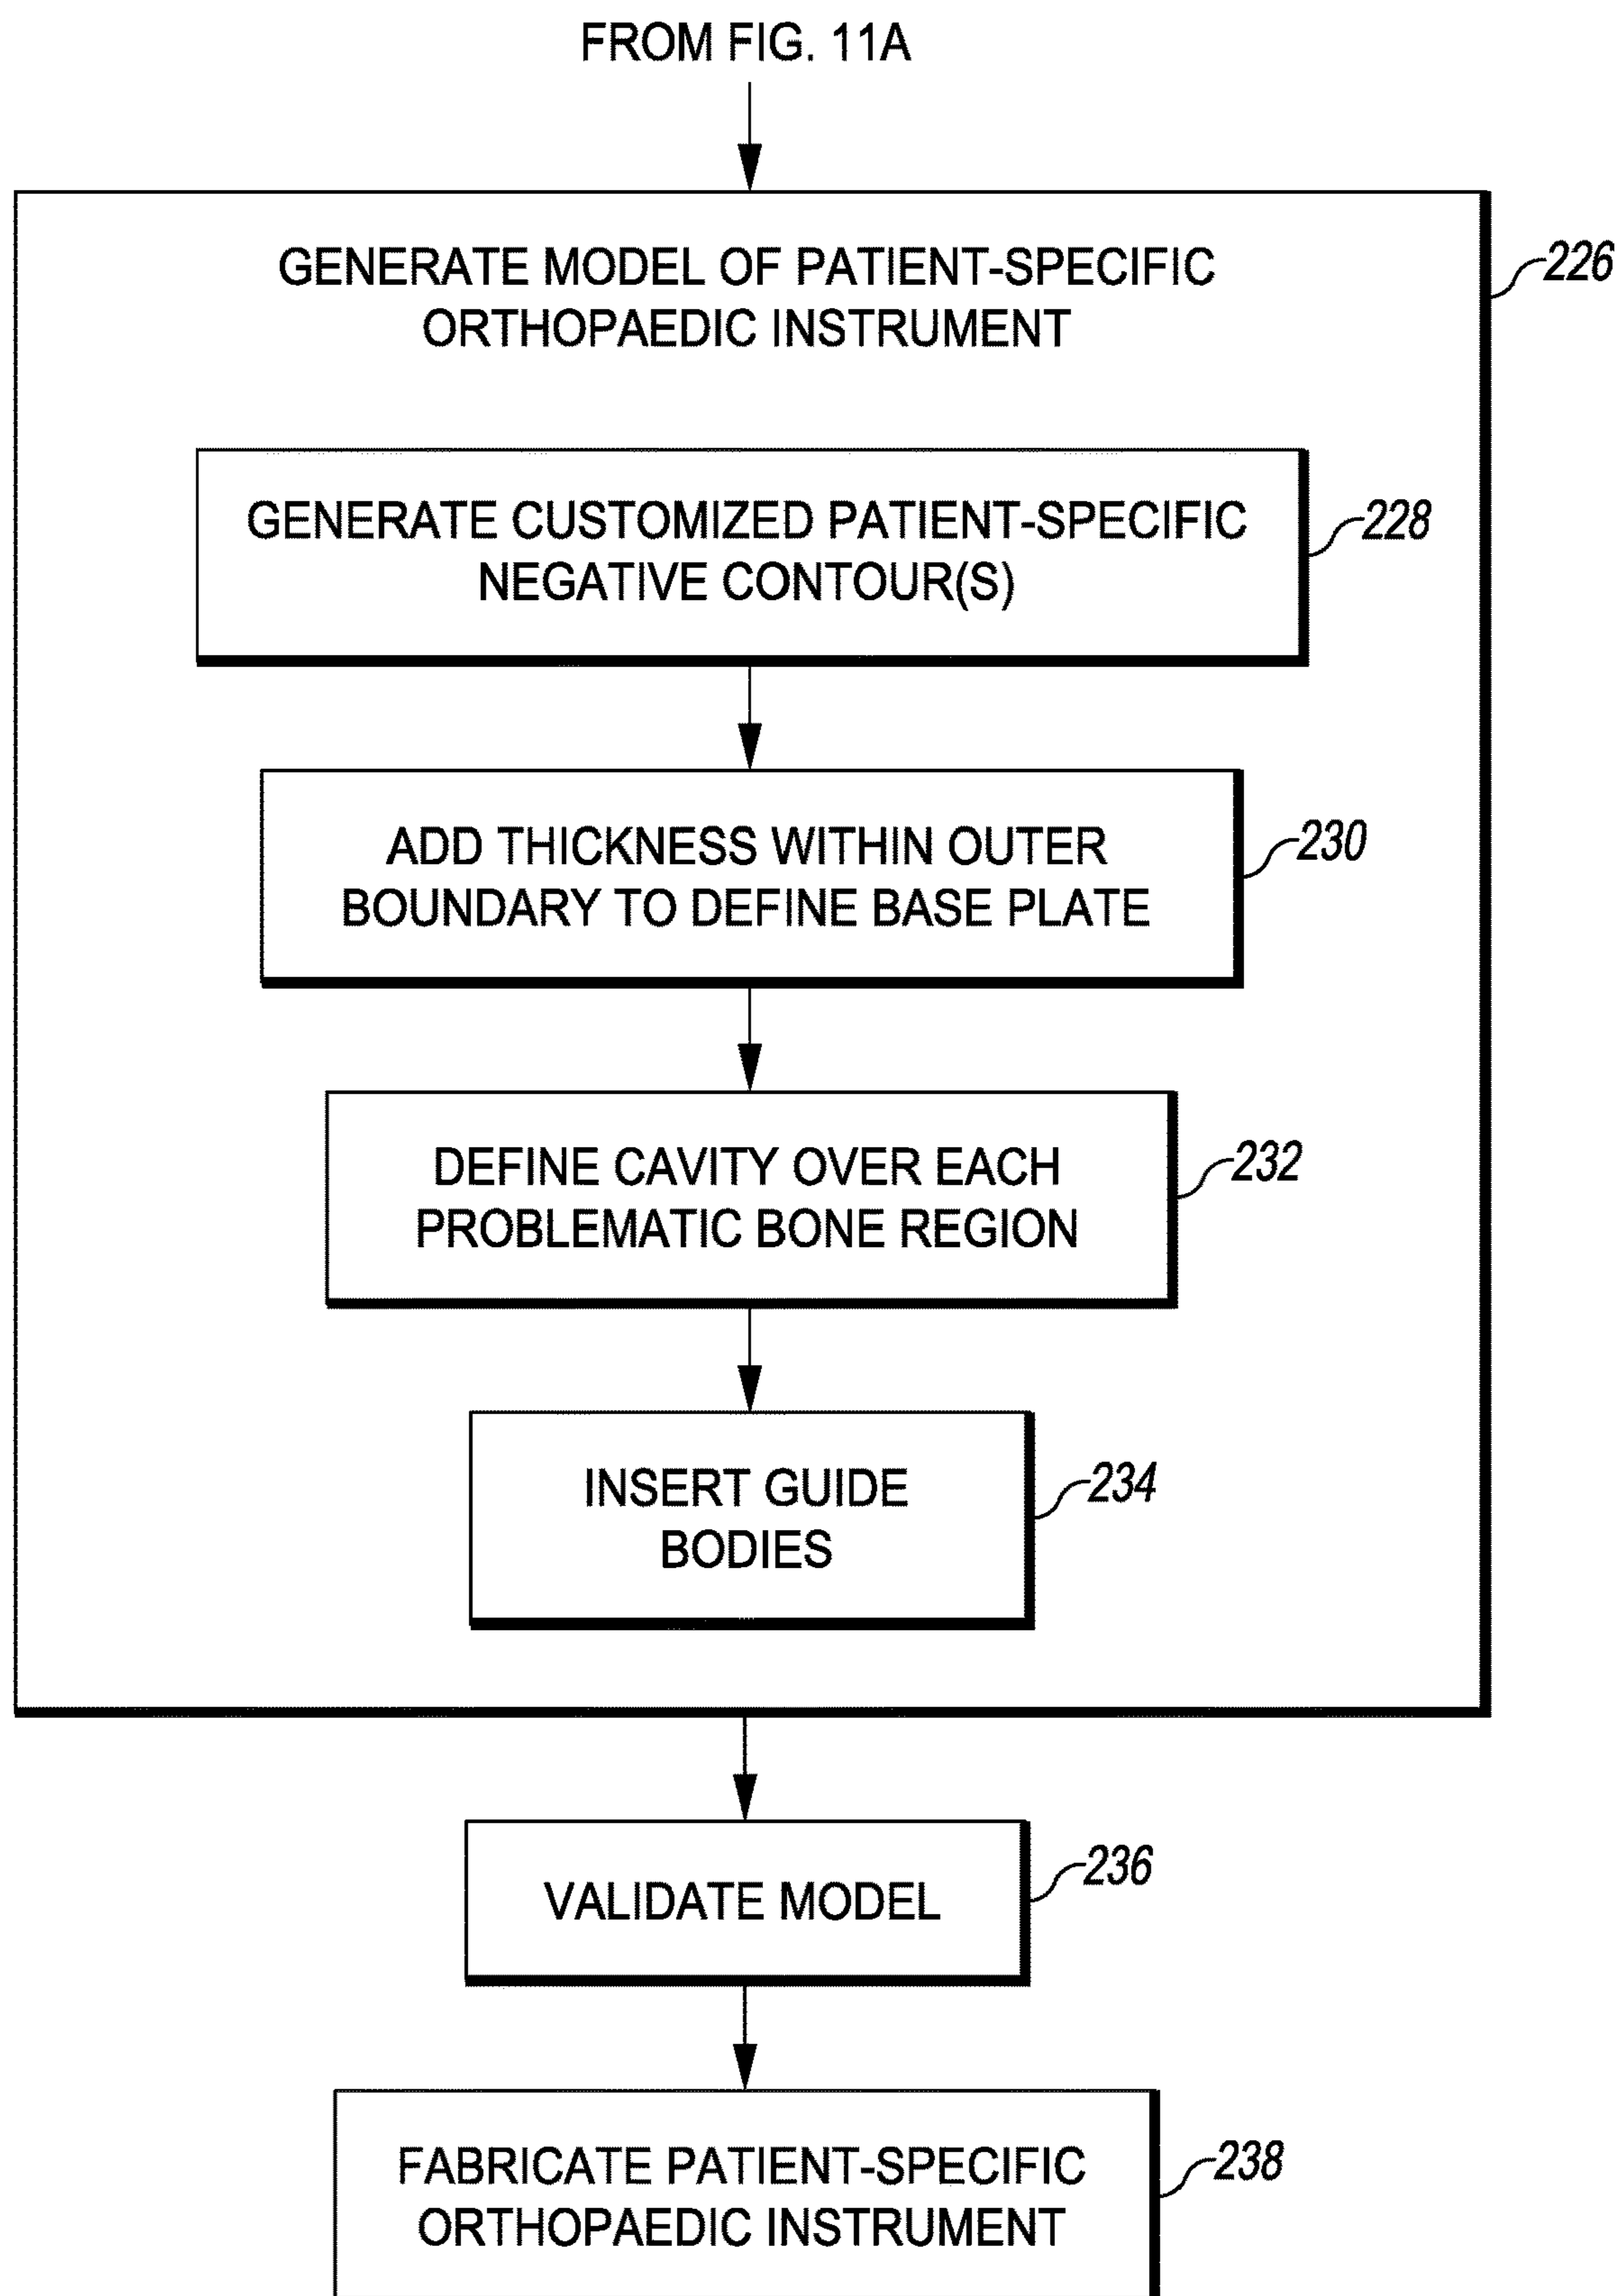 FROM FIG. 11A
GENERATE MODEL OF PATIENT-SPECIFIC
ORTHOPAEDIC INSTRUMENT
226
GENERATE CUSTOMIZED PATIENT-SPECIFIC
NEGATIVE CONTOUR(S)
228
ADD THICKNESS WITHIN OUTER
BOUNDARY TO DEFINE BASE PLATE
230
DEFINE CAVITY OVER EACH
PROBLEMATIC BONE REGION
232
INSERT GUIDE
BODIES
234
VALIDATE MODEL
236
FABRICATE PATIENT-SPECIFIC
ORTHOPAEDIC INSTRUMENT
238